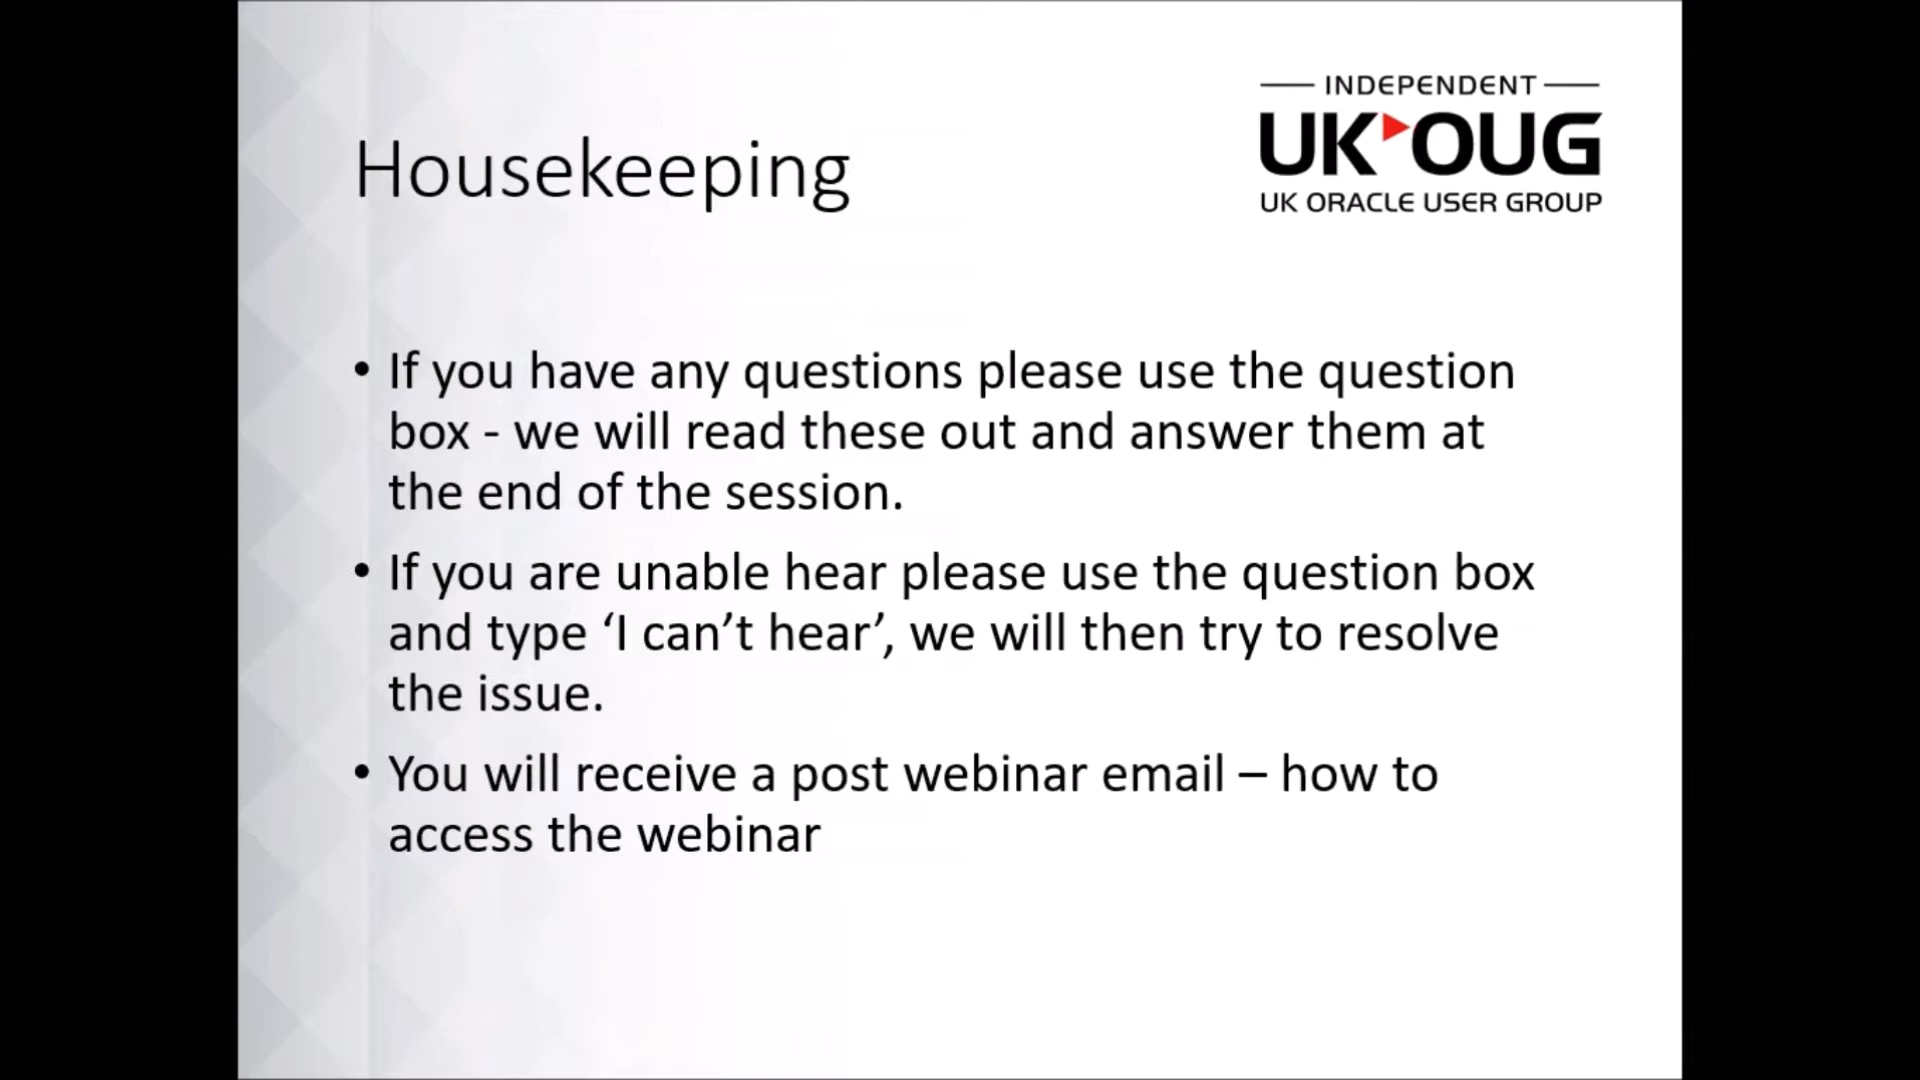 INDEPENDENT
UK OUG
UK ORACLE USER GROUP
Housekeeping
• If you have any questions please use the question
box - we will read these out and answer them at
the end of the session.
• If you are unable hear please use the question box
and type ‘I can’t hear’, we will then try to resolve
the issue.
• You will receive a post webinar email – how to
access the webinar